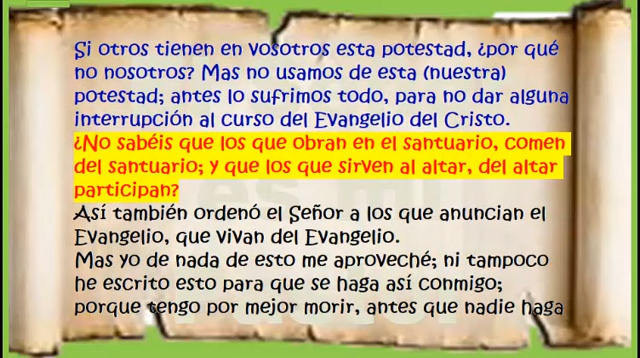 Si otros tienen en vosotros esta potestad, ¿por qué
no nosotros? Mas no usamos de esta (nuestra)
potestad; antes lo sufrimos todo, para no dar alguna
interrupción al curso del Evangelio del Cristo.
¿No sabéis que los que obran en el santuario, comen
del santuario; y que los que sirven al altar, del altar
participan?
Así también ordenó el Señor a los que anuncian el
Evangelio, que vivan del Evangelio.
Mas yo de nada de esto me aproveché; ni tampoco
he escrito esto para que se haga así conmigo;
porque tengo por mejor morir, antes que nadie haga